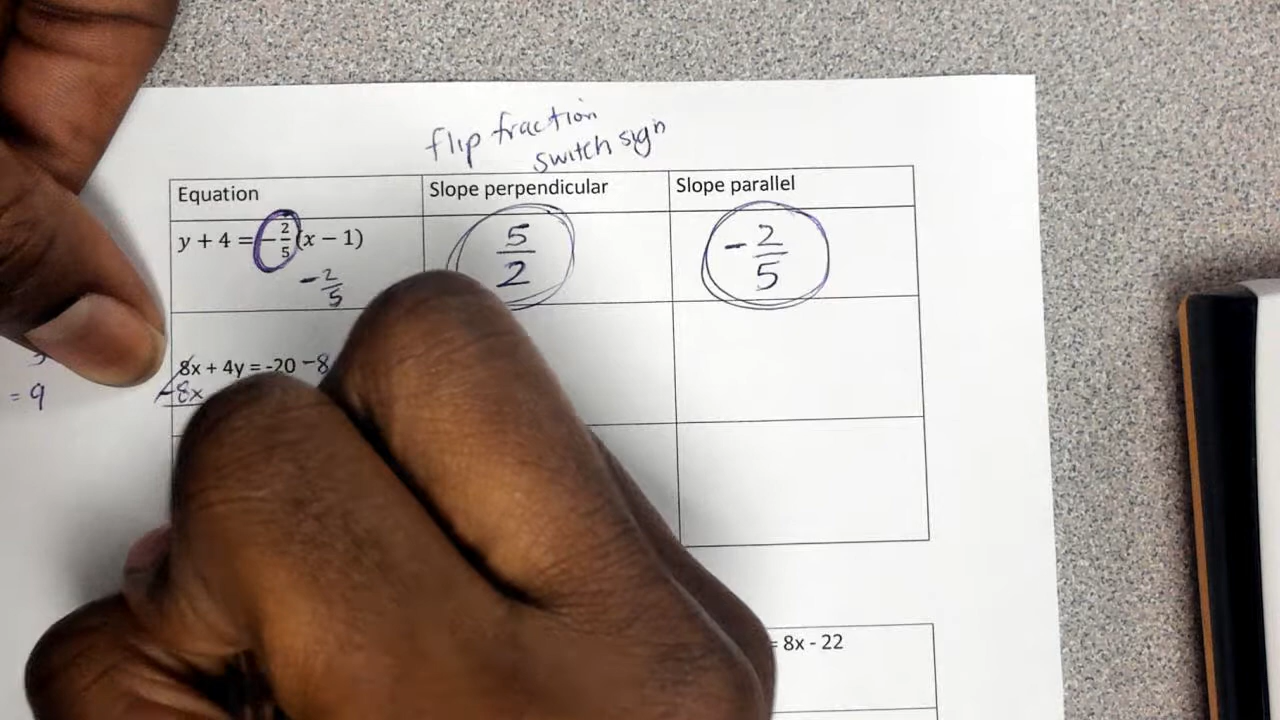 flip fraction
switch sign
Equation Slope perpendicular Slope parallel
y + 4 = -2/5(x − 1) 5/2 -2/5
-2/5
8x + 4y = -20 -8
-8x
= 9
= 8x - 22